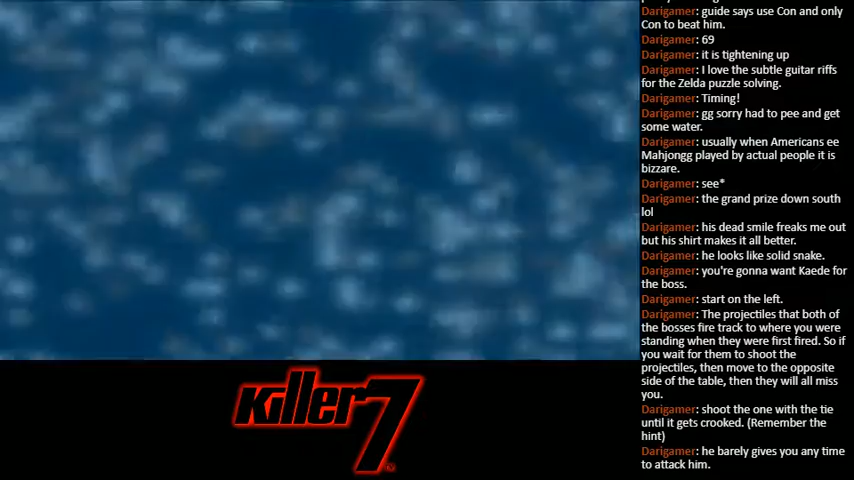 Darigamer: guide says use Con and only
Con to beat him.
Darigamer: 69
Darigamer: it is tightening up
Darigamer: I love the subtle guitar riffs
for the Zelda puzzle solving.
Darigamer: Timing!
Darigamer: gg sorry had to pee and get
some water.
Darigamer: usually when Americans ee
Mahjongg played by actual people it is
bizzare.
Darigamer: see*
Darigamer: the grand prize down south
lol
Darigamer: his dead smile freaks me out
but his shirt makes it all better.
Darigamer: he looks like solid snake.
Darigamer: you're gonna want Kaede for
the boss.
Darigamer: start on the left.
Darigamer: The projectiles that both of
the bosses fire track to where you were
standing when they were first fired. So if
you wait for them to shoot the
projectiles, then move to the opposite
side of the table, then they will all miss
you.
Darigamer: shoot the one with the tie
until it gets crooked. (Remember the
hint)
Darigamer: he barely gives you any time
to attack him.
killer7